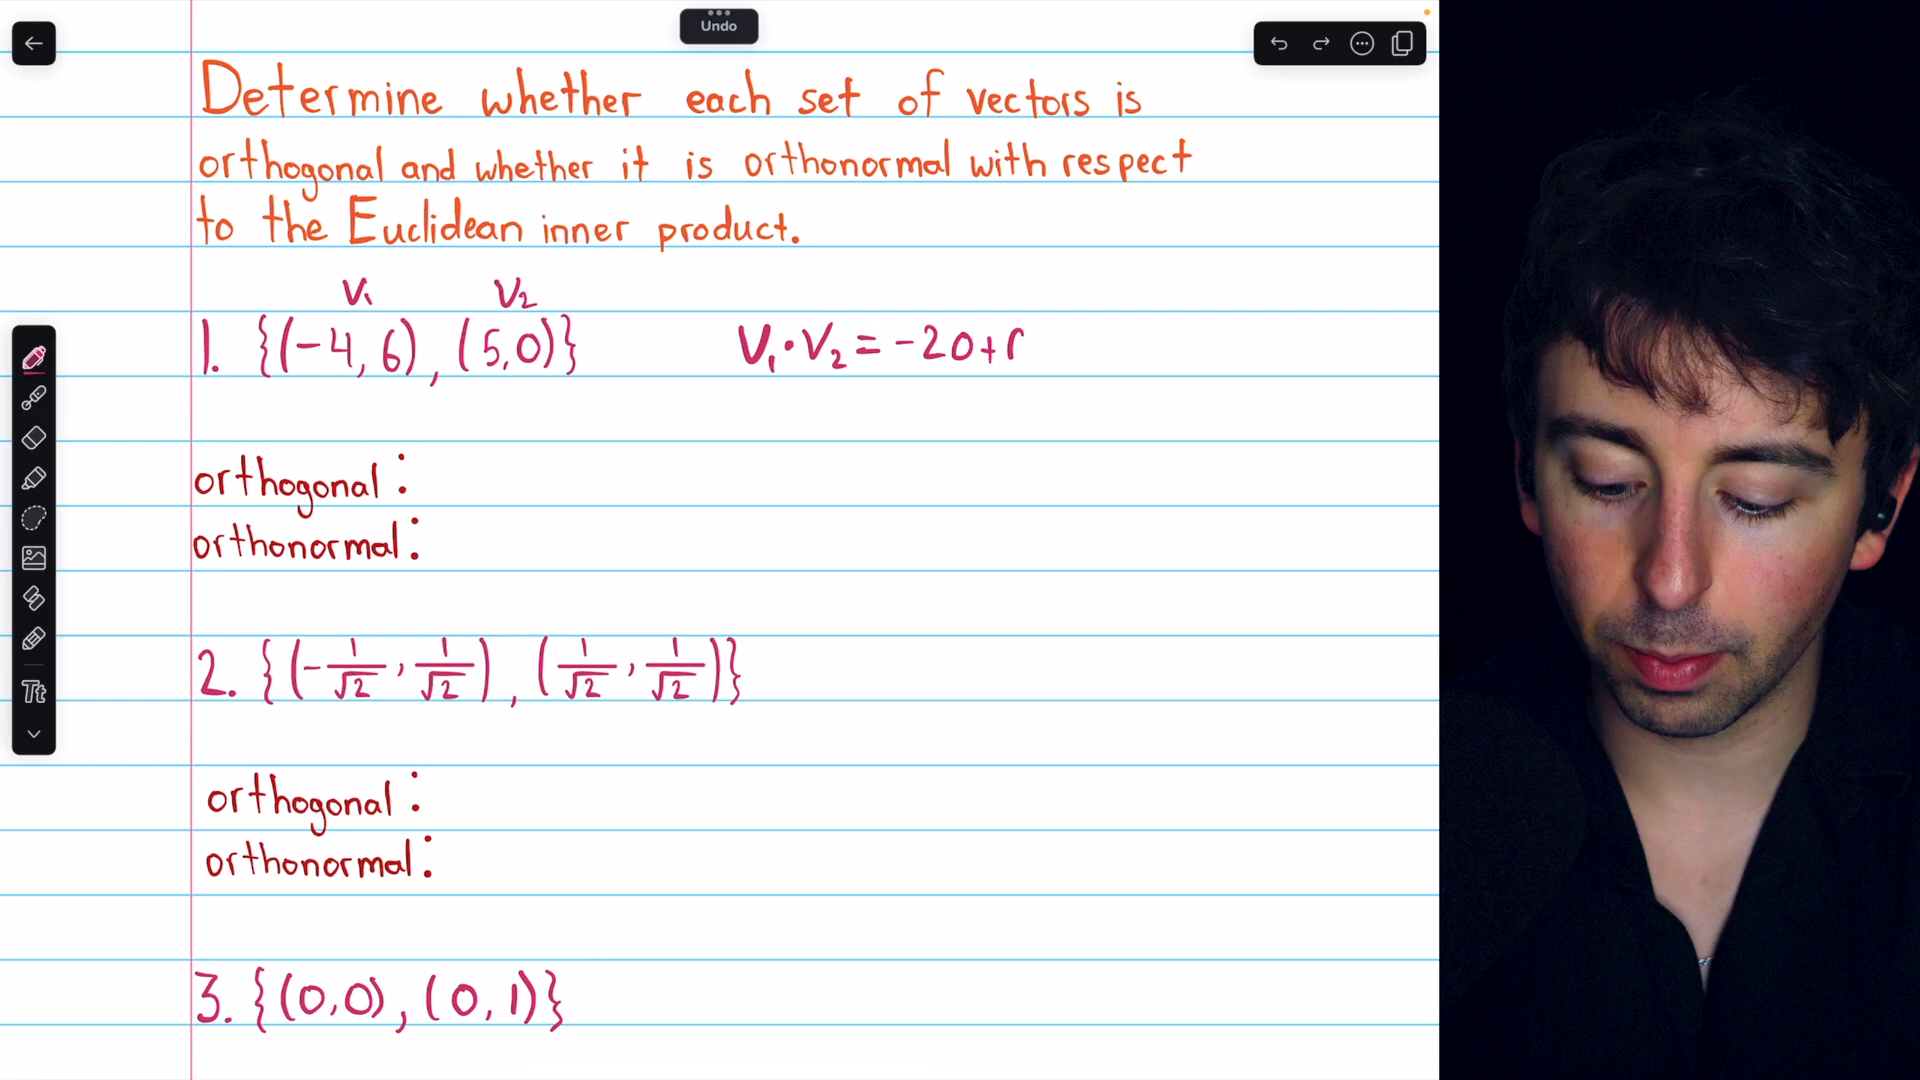 Undo
Determine whether each set of vectors is
orthogonal and whether it is orthonormal with respect
to the Euclidean inner product.
V₁ V₂
1. {(-4, 6), (5,0)} V₁·V₂ = -20+
orthogonal:
orthonormal:
2. {(-1/√2, 1/√2), (1/√2, 1/√2)}
orthogonal:
orthonormal:
3. {(0,0), (0,1)}
Tt